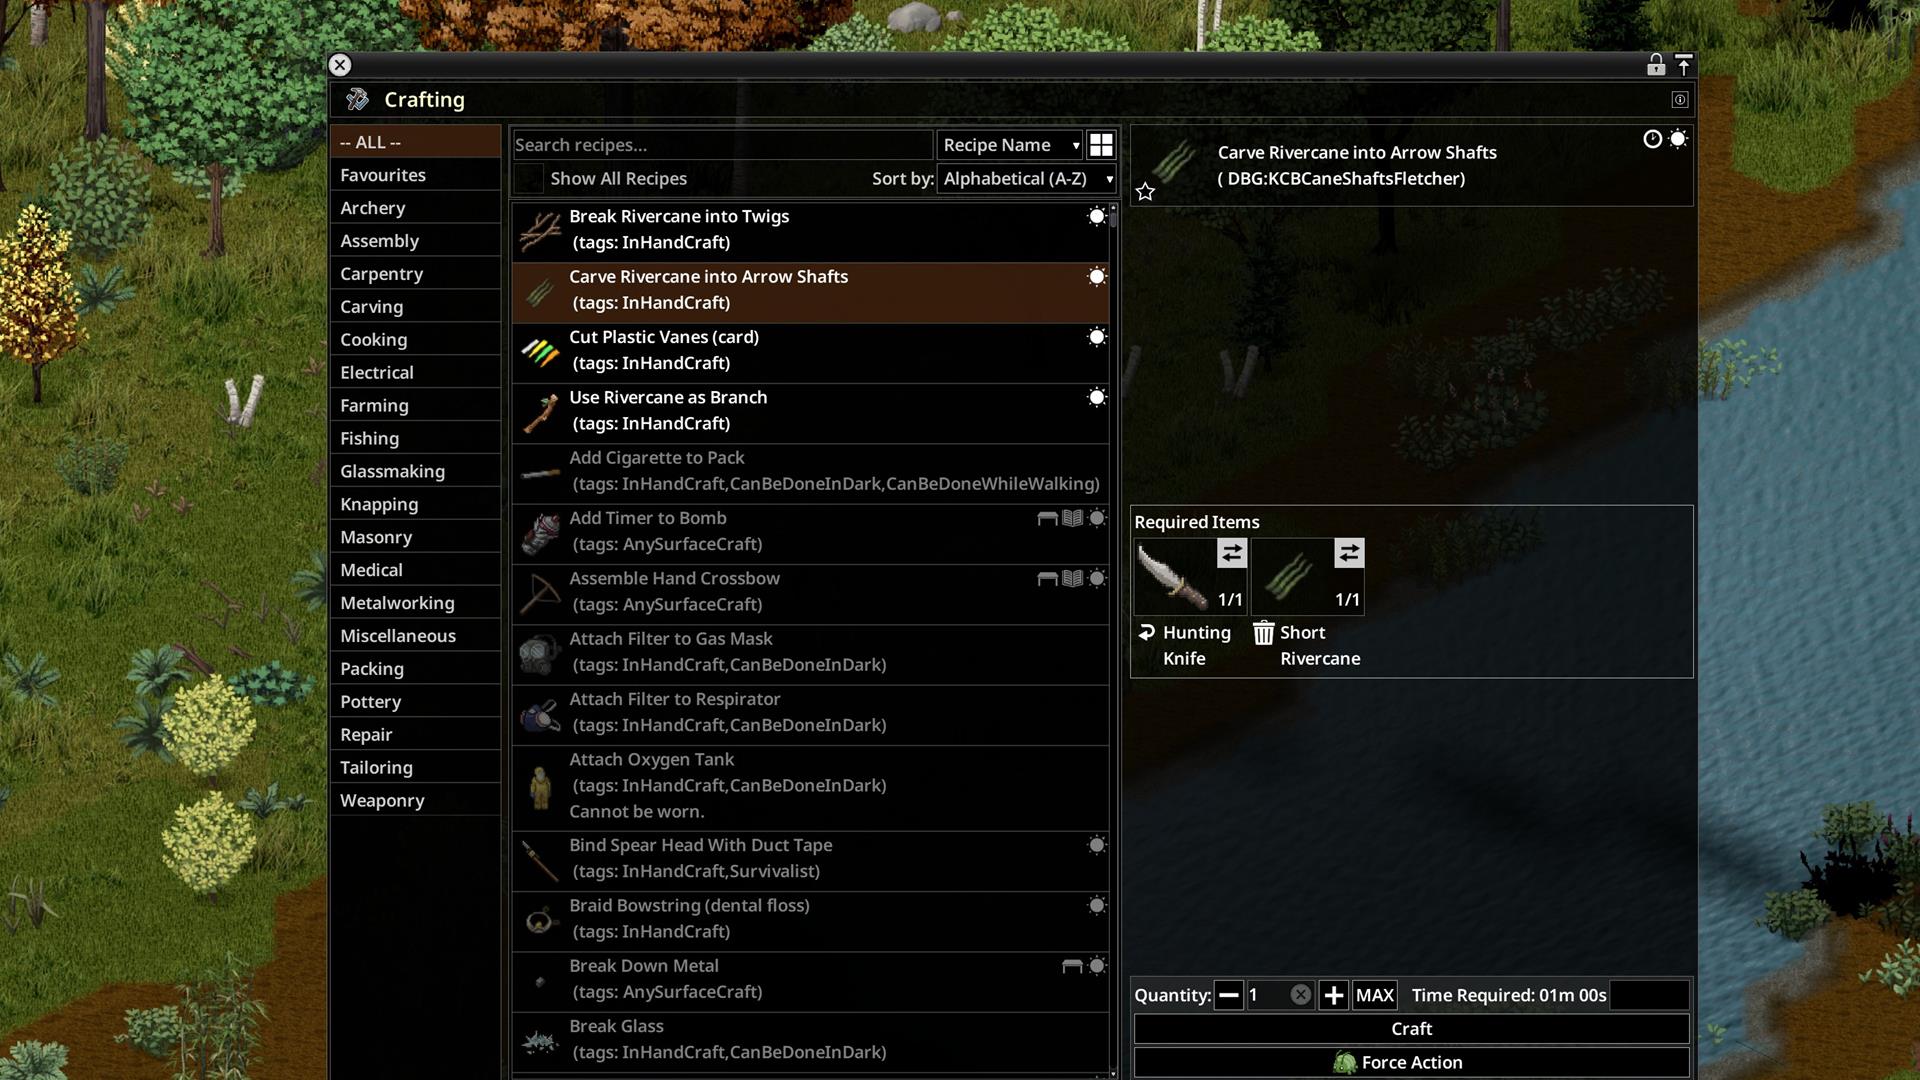 Crafting
-- ALL --
Favourites
Archery
Assembly
Carpentry
Carving
Cooking
Electrical
Farming
Fishing
Glassmaking
Knapping
Masonry
Medical
Metalworking
Miscellaneous
Packing
Pottery
Repair
Tailoring
Weaponry
Search recipes...
Recipe Name
Show All Recipes
Sort by: Alphabetical (A-Z)
Break Rivercane into Twigs
(tags: InHandCraft)
Carve Rivercane into Arrow Shafts
(tags: InHandCraft)
Cut Plastic Vanes (card)
(tags: InHandCraft)
Use Rivercane as Branch
(tags: InHandCraft)
Add Cigarette to Pack
(tags: InHandCraft,CanBeDoneInDark,CanBeDoneWhileWalking)
Add Timer to Bomb
(tags: AnySurfaceCraft)
Assemble Hand Crossbow
(tags: AnySurfaceCraft)
Attach Filter to Gas Mask
(tags: InHandCraft,CanBeDoneInDark)
Attach Filter to Respirator
(tags: InHandCraft,CanBeDoneInDark)
Attach Oxygen Tank
(tags: InHandCraft,CanBeDoneInDark)
Cannot be worn.
Bind Spear Head With Duct Tape
(tags: InHandCraft,Survivalist)
Braid Bowstring (dental floss)
(tags: InHandCraft)
Break Down Metal
(tags: AnySurfaceCraft)
Break Glass
(tags: InHandCraft,CanBeDoneInDark)
Carve Rivercane into Arrow Shafts
( DBG:KCBCaneShaftsFletcher)
Required Items
1/1
1/1
Hunting
Knife
Short
Rivercane
Quantity: 1 MAX Time Required: 01m 00s
Craft
Force Action